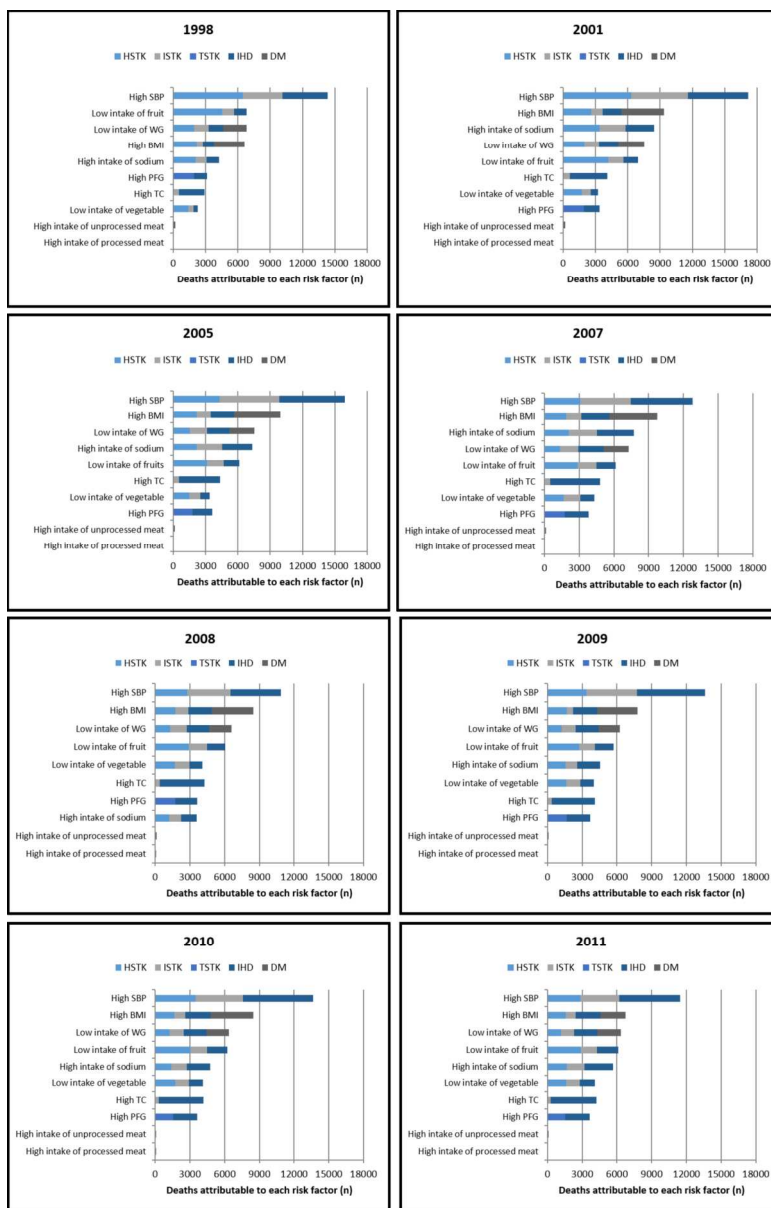 1998
HSTK ISTK TSTK IHD DM
High SBP
Low intake of fruit
Low intake of WG
High BMI
High intake of sodium
High PFG
High TC
Low intake of vegetable
High intake of unprocessed meat
High intake of processed meat
0 3000 6000 9000 12000 15000 18000
Deaths attributable to each risk factor (n)
2001
HSTK ISTK TSTK IHD DM
High SBP
High BMI
High intake of sodium
Low intake of WG
Low intake of fruit
High TC
Low intake of vegetable
High PFG
High intake of unprocessed meat
High intake of processed meat
0 3000 6000 9000 12000 15000 18000
Deaths attributable to each risk factor (n)
2005
HSTK ISTK TSTK IHD DM
High SBP
High BMI
Low intake of WG
High intake of sodium
Low intake of fruits
High TC
Low intake of vegetable
High PFG
High intake of unprocessed meat
High intake of processed meat
0 3000 6000 9000 12000 15000 18000
Deaths attributable to each risk factor (n)
2007
HSTK ISTK TSTK IHD DM
High SBP
High BMI
High intake of sodium
Low intake of WG
Low intake of fruit
High TC
Low intake of vegetable
High PFG
High intake of unprocessed meat
High intake of processed meat
0 3000 6000 9000 12000 15000 18000
Deaths attributable to each risk factor (n)
2008
HSTK ISTK TSTK IHD DM
High SBP
High BMI
Low intake of WG
Low intake of fruit
Low intake of vegetable
High TC
High PFG
High intake of sodium
High intake of unprocessed meat
High intake of processed meat
0 3000 6000 9000 12000 15000 18000
Deaths attributable to each risk factor (n)
2009
HSTK ISTK TSTK IHD DM
High SBP
High BMI
Low intake of WG
Low intake of fruit
High intake of sodium
Low intake of vegetable
High TC
High PFG
High intake of unprocessed meat
High intake of processed meat
0 3000 6000 9000 12000 15000 18000
Deaths attributable to each risk factor (n)
2010
HSTK ISTK TSTK IHD DM
High SBP
High BMI
Low intake of WG
Low intake of fruit
High intake of sodium
Low intake of vegetable
High TC
High PFG
High intake of unprocessed meat
High intake of processed meat
0 3000 6000 9000 12000 15000 18000
Deaths attributable to each risk factor (n)
2011
HSTK ISTK TSTK IHD DM
High SBP
High BMI
Low intake of WG
Low intake of fruit
High intake of sodium
Low intake of vegetable
High TC
High PFG
High intake of unprocessed meat
High intake of processed meat
0 3000 6000 9000 12000 15000 18000
Deaths attributable to each risk factor (n)